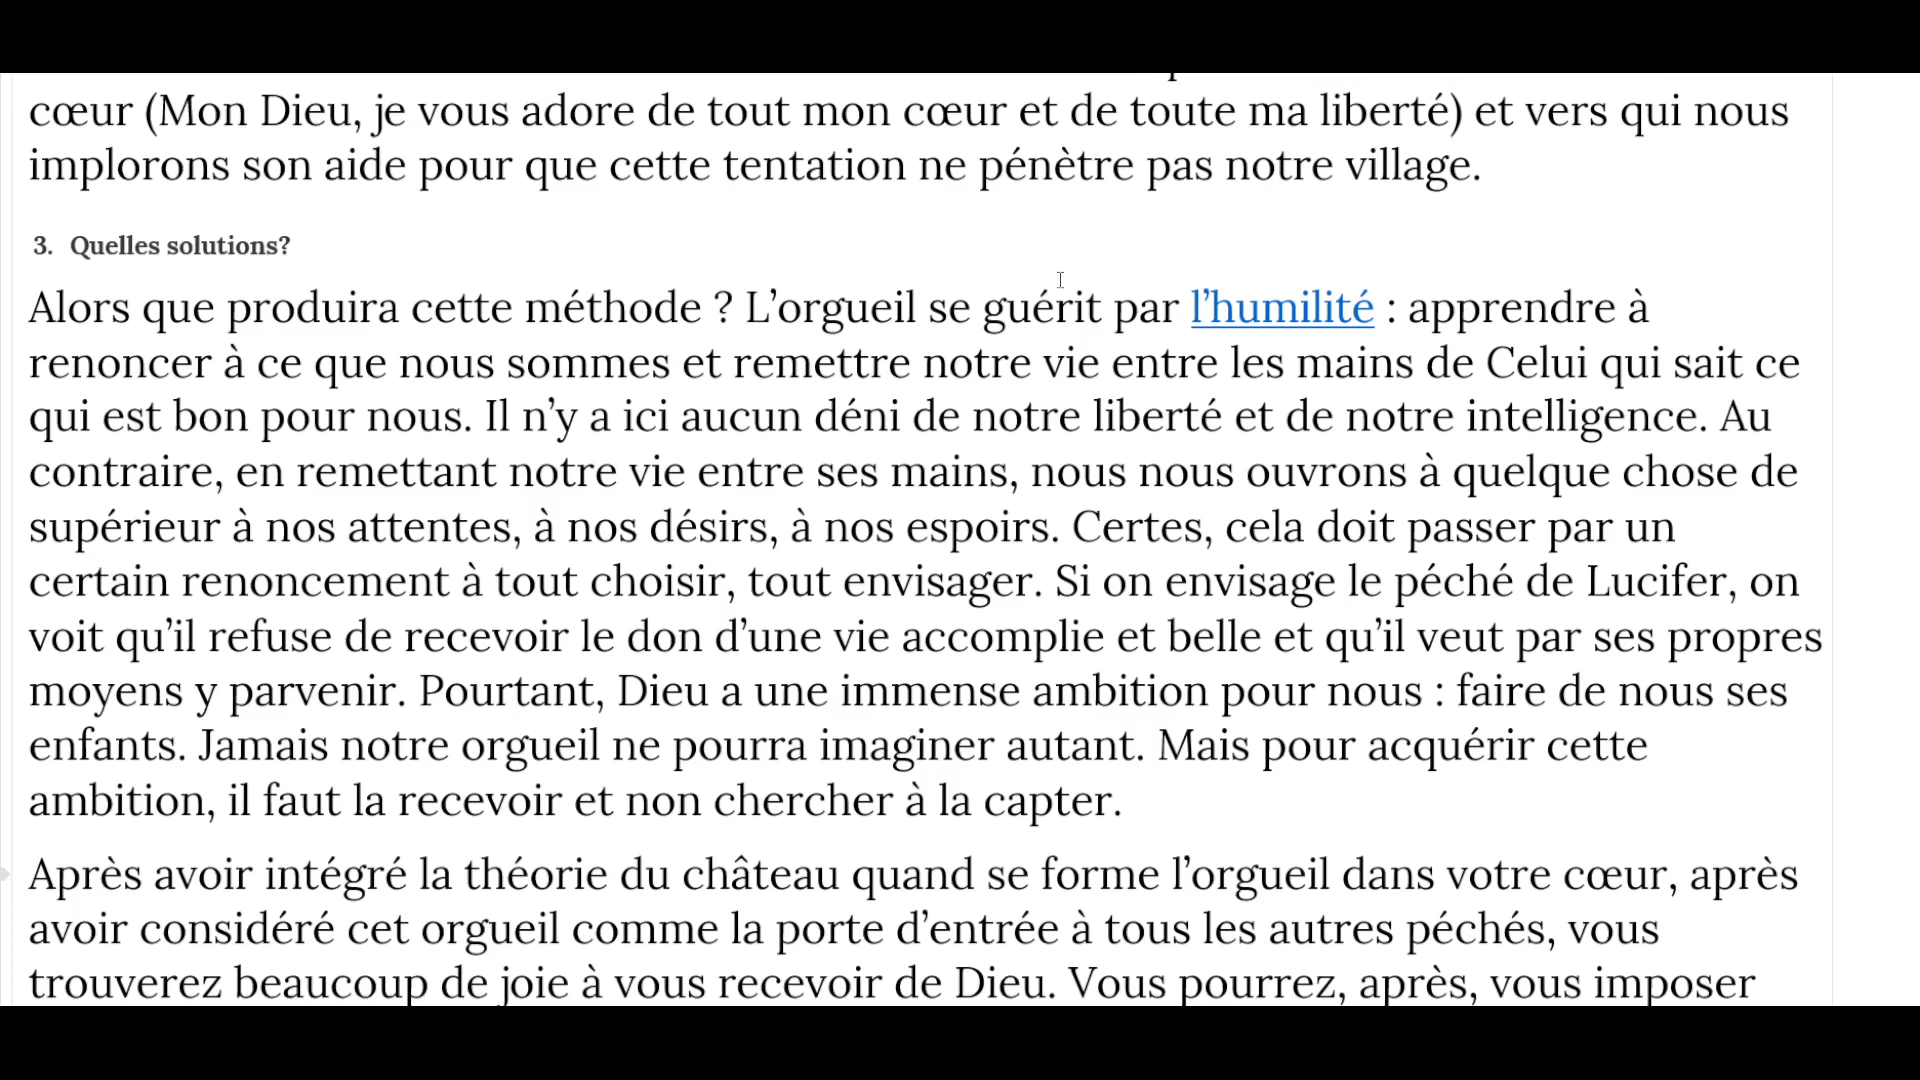 cœur (Mon Dieu, je vous adore de tout mon cœur et de toute ma liberté) et vers qui nous
implorons son aide pour que cette tentation ne pénètre pas notre village.
3. Quelles solutions?
Alors que produira cette méthode ? L’orgueil se guérit par l’humilité : apprendre à
renoncer à ce que nous sommes et remettre notre vie entre les mains de Celui qui sait ce
qui est bon pour nous. Il n’y a ici aucun déni de notre liberté et de notre intelligence. Au
contraire, en remettant notre vie entre ses mains, nous nous ouvrons à quelque chose de
supérieur à nos attentes, à nos désirs, à nos espoirs. Certes, cela doit passer par un
certain renoncement à tout choisir, tout envisager. Si on envisage le péché de Lucifer, on
voit qu’il refuse de recevoir le don d’une vie accomplie et belle et qu’il veut par ses propres
moyens y parvenir. Pourtant, Dieu a une immense ambition pour nous : faire de nous ses
enfants. Jamais notre orgueil ne pourra imaginer autant. Mais pour acquérir cette
ambition, il faut la recevoir et non chercher à la capter.
Après avoir intégré la théorie du château quand se forme l’orgueil dans votre cœur, après
avoir considéré cet orgueil comme la porte d’entrée à tous les autres péchés, vous
trouverez beaucoup de joie à vous recevoir de Dieu. Vous pourrez, après, vous imposer